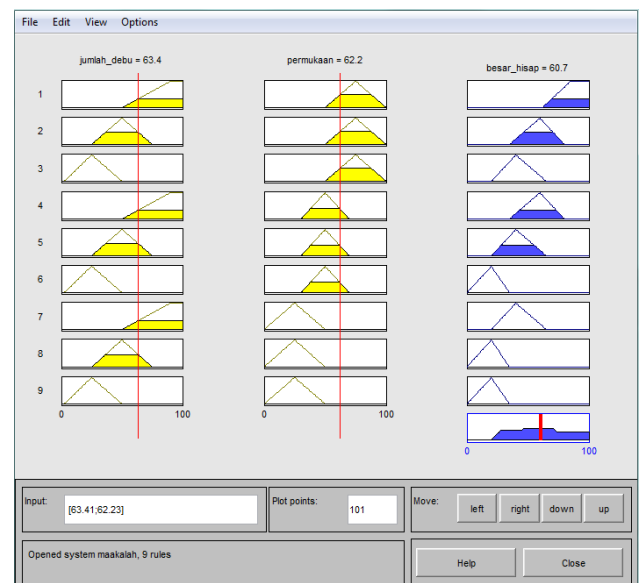 File Edit View Options
jumlah_debu = 63.4 permukaan = 62.2 besar_hisap = 60.7
1
2
3
4
5
6
7
8
9
0 100 0 100
0 100
Input: [63.41;62.23] Plot points: 101 Move: left right down up
Opened system maakalah, 9 rules Help Close